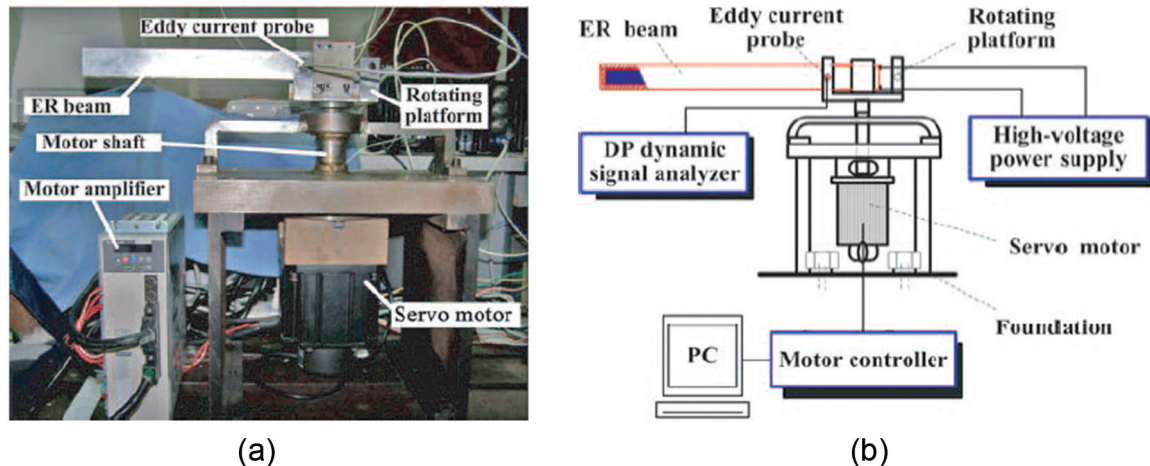 Eddy current probe
ER beam
Rotating
platform
Motor shaft
Motor amplifier
Servo motor
(a)
ER beam
Eddy current
probe
Rotating
platform
DP dynamic
signal analyzer
High-voltage
power supply
Servo motor
Foundation
PC
Motor controller
(b)